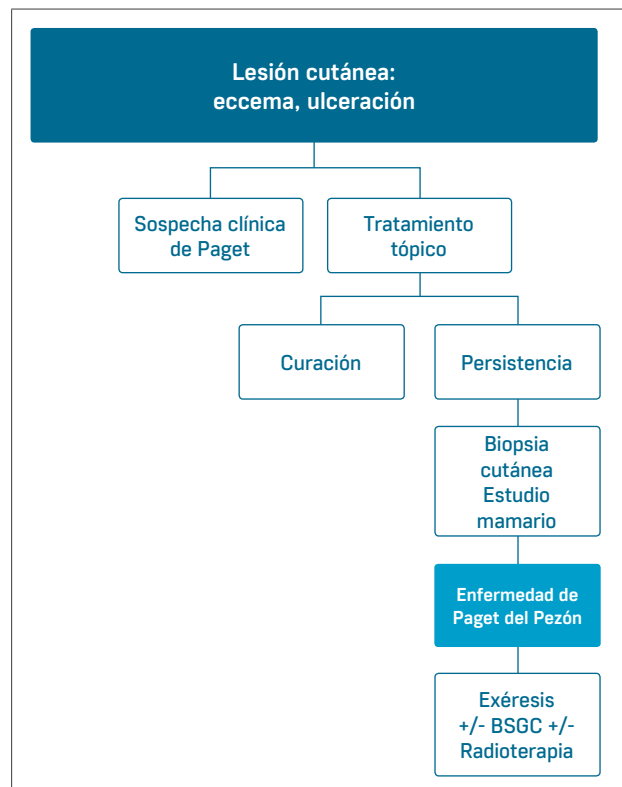 Lesión cutánea:
eccema, ulceración
Sospecha clínica
de Paget
Tratamiento
tópico
Curación
Persistencia
Biopsia
cutánea
Estudio
mamario
Enfermedad de
Paget del Pezón
Exéresis
+/- BSGC +/-
Radioterapia